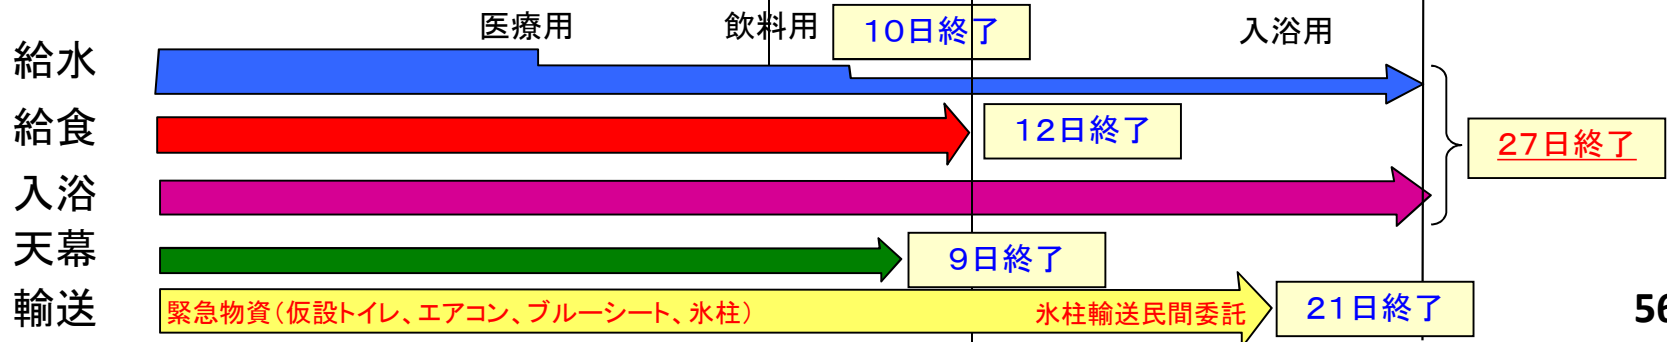 医療用 飲料用 10日終了 入浴用
給水
給食 12日終了
27日終了
入浴
天幕 9日終了
輸送 緊急物資（仮設トイレ、エアコン、ブルーシート、氷柱） 氷柱輸送民間委託 21日終了
56